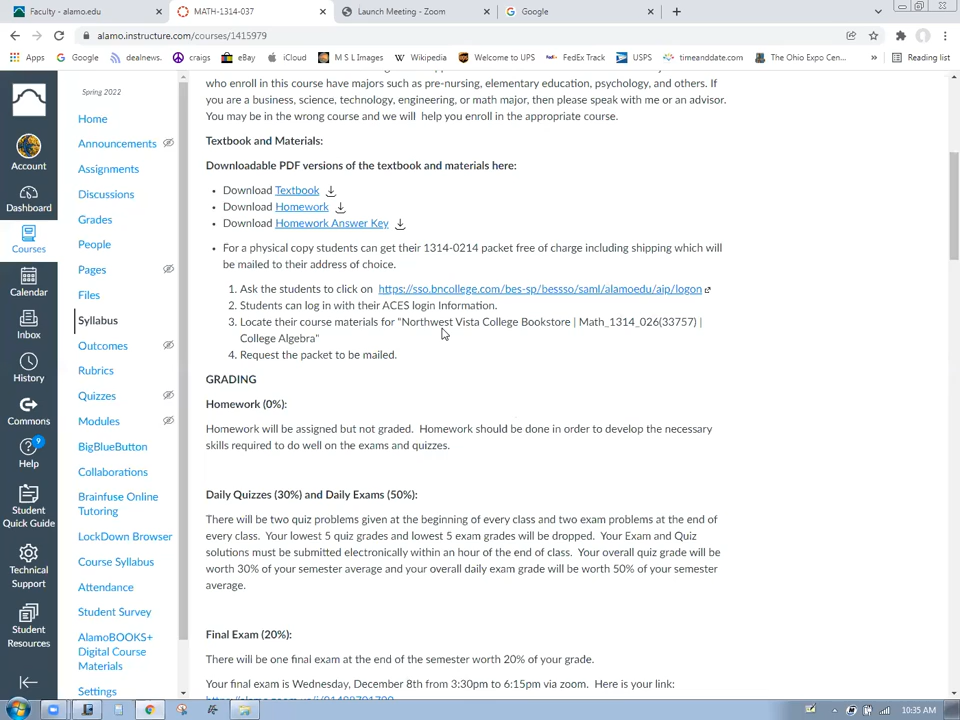 Faculty - alamo.edu
MATH-1314-037
Launch Meeting - Zoom
Google
alamo.instructure.com/courses/1415979
Apps
Google
dealnews.
craigs
eBay
iCloud
M S L Images
Wikipedia
Welcome to UPS
FedEx Track
USPS
timeanddate.com
The Ohio Expo Cen...
»
Reading list
Account
Dashboard
Courses
Calendar
Inbox
History
Commons
9
Help
Student
Quick Guide
Technical
Support
Student
Resources
Spring 2022
Home
Announcements
Assignments
Discussions
Grades
People
Pages
Files
Syllabus
Outcomes
Rubrics
Quizzes
Modules
BigBlueButton
Collaborations
Brainfuse Online
Tutoring
LockDown Browser
Course Syllabus
Attendance
Student Survey
AlamoBOOKS+
Digital Course
Materials
Settings
who enroll in this course have majors such as pre-nursing, elementary education, psychology, and others. If
you are a business, science, technology, engineering, or math major, then please speak with me or an advisor.
You may be in the wrong course and we will help you enroll in the appropriate course.
Textbook and Materials:
Downloadable PDF versions of the textbook and materials here:
• Download Textbook
• Download Homework
• Download Homework Answer Key
• For a physical copy students can get their 1314-0214 packet free of charge including shipping which will
be mailed to their address of choice.
1. Ask the students to click on https://sso.bncollege.com/bes-sp/bessso/saml/alamoedu/aip/logon
2. Students can log in with their ACES login Information.
3. Locate their course materials for "Northwest Vista College Bookstore | Math_1314_026(33757) |
College Algebra"
4. Request the packet to be mailed.
GRADING
Homework (0%):
Homework will be assigned but not graded. Homework should be done in order to develop the necessary
skills required to do well on the exams and quizzes.
Daily Quizzes (30%) and Daily Exams (50%):
There will be two quiz problems given at the beginning of every class and two exam problems at the end of
every class. Your lowest 5 quiz grades and lowest 5 exam grades will be dropped. Your Exam and Quiz
solutions must be submitted electronically within an hour of the end of class. Your overall quiz grade will be
worth 30% of your semester average and your overall daily exam grade will be worth 50% of your semester
average.
Final Exam (20%):
There will be one final exam at the end of the semester worth 20% of your grade.
Your final exam is Wednesday, December 8th from 3:30pm to 6:15pm via zoom. Here is your link:
10:35 AM